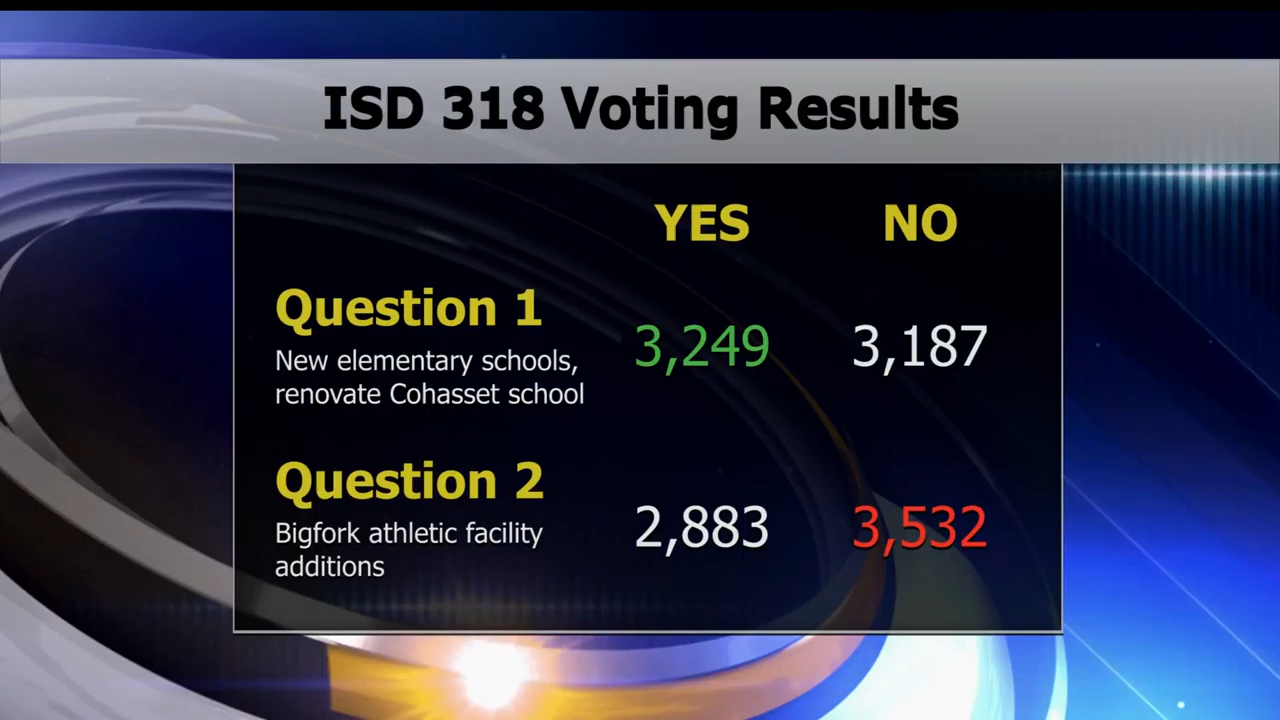 ISD 318 Voting Results
YES NO
Question 1
New elementary schools,
renovate Cohasset school
3,249 3,187
Question 2
Bigfork athletic facility
additions
2,883 3,532